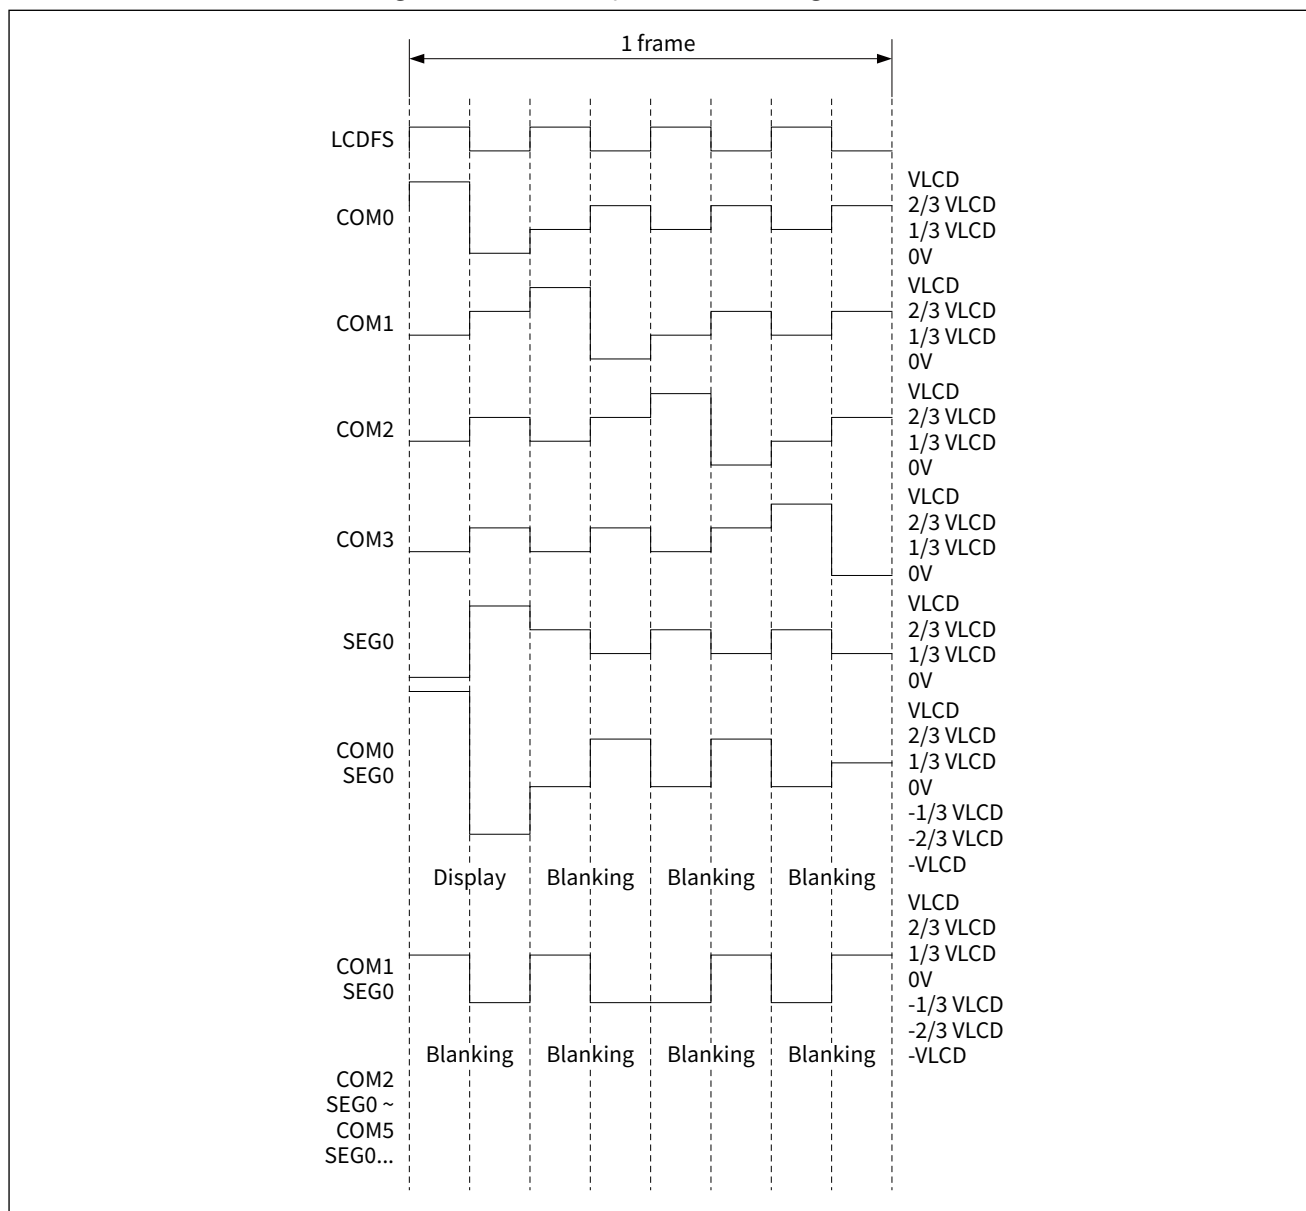 1 frame
LCDFS
COM0
VLCD
2/3 VLCD
1/3 VLCD
0V
COM1
VLCD
2/3 VLCD
1/3 VLCD
0V
COM2
VLCD
2/3 VLCD
1/3 VLCD
0V
COM3
VLCD
2/3 VLCD
1/3 VLCD
0V
SEG0
VLCD
2/3 VLCD
1/3 VLCD
0V
COM0
SEG0
VLCD
2/3 VLCD
1/3 VLCD
0V
-1/3 VLCD
-2/3 VLCD
-VLCD
Display Blanking Blanking Blanking
COM1
SEG0
VLCD
2/3 VLCD
1/3 VLCD
0V
-1/3 VLCD
-2/3 VLCD
-VLCD
Blanking Blanking Blanking Blanking
COM2
SEG0 ~
COM5
SEG0...